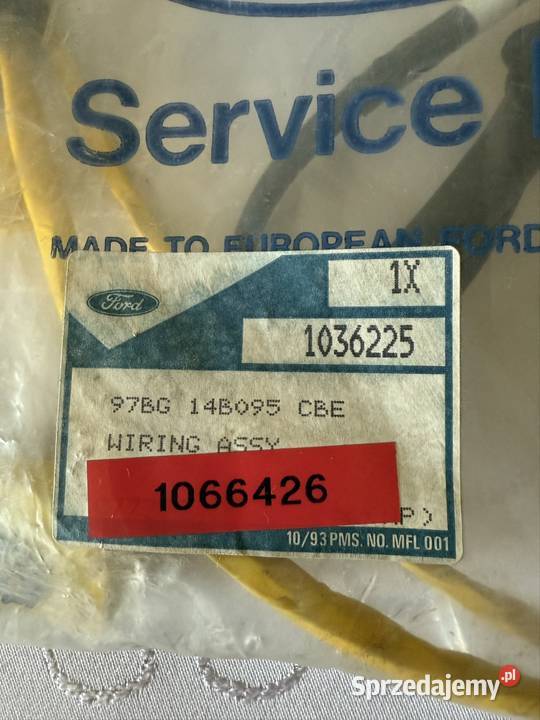 Service
MADE TO EUROPEAN FORD
Ford
1X
1036225
97BG 14B095 CBE
WIRING ASSY
1066426
P)
10/93 PMS. NO. MFL 001
Sprzedajemy.pl